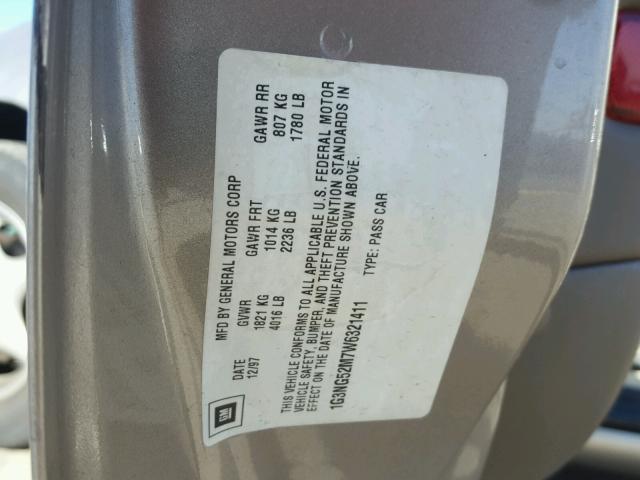 GM
DATE
12/97
MFD BY GENERAL MOTORS CORP
GVWR GAWR FRT GAWR RR
1821 KG 1014 KG 807 KG
4016 LB 2236 LB 1780 LB
THIS VEHICLE CONFORMS TO ALL APPLICABLE U.S. FEDERAL MOTOR
VEHICLE SAFETY, BUMPER, AND THEFT PREVENTION STANDARDS IN
EFFECT ON THE DATE OF MANUFACTURE SHOWN ABOVE.
1G3NG52M7W6321411 TYPE: PASS CAR